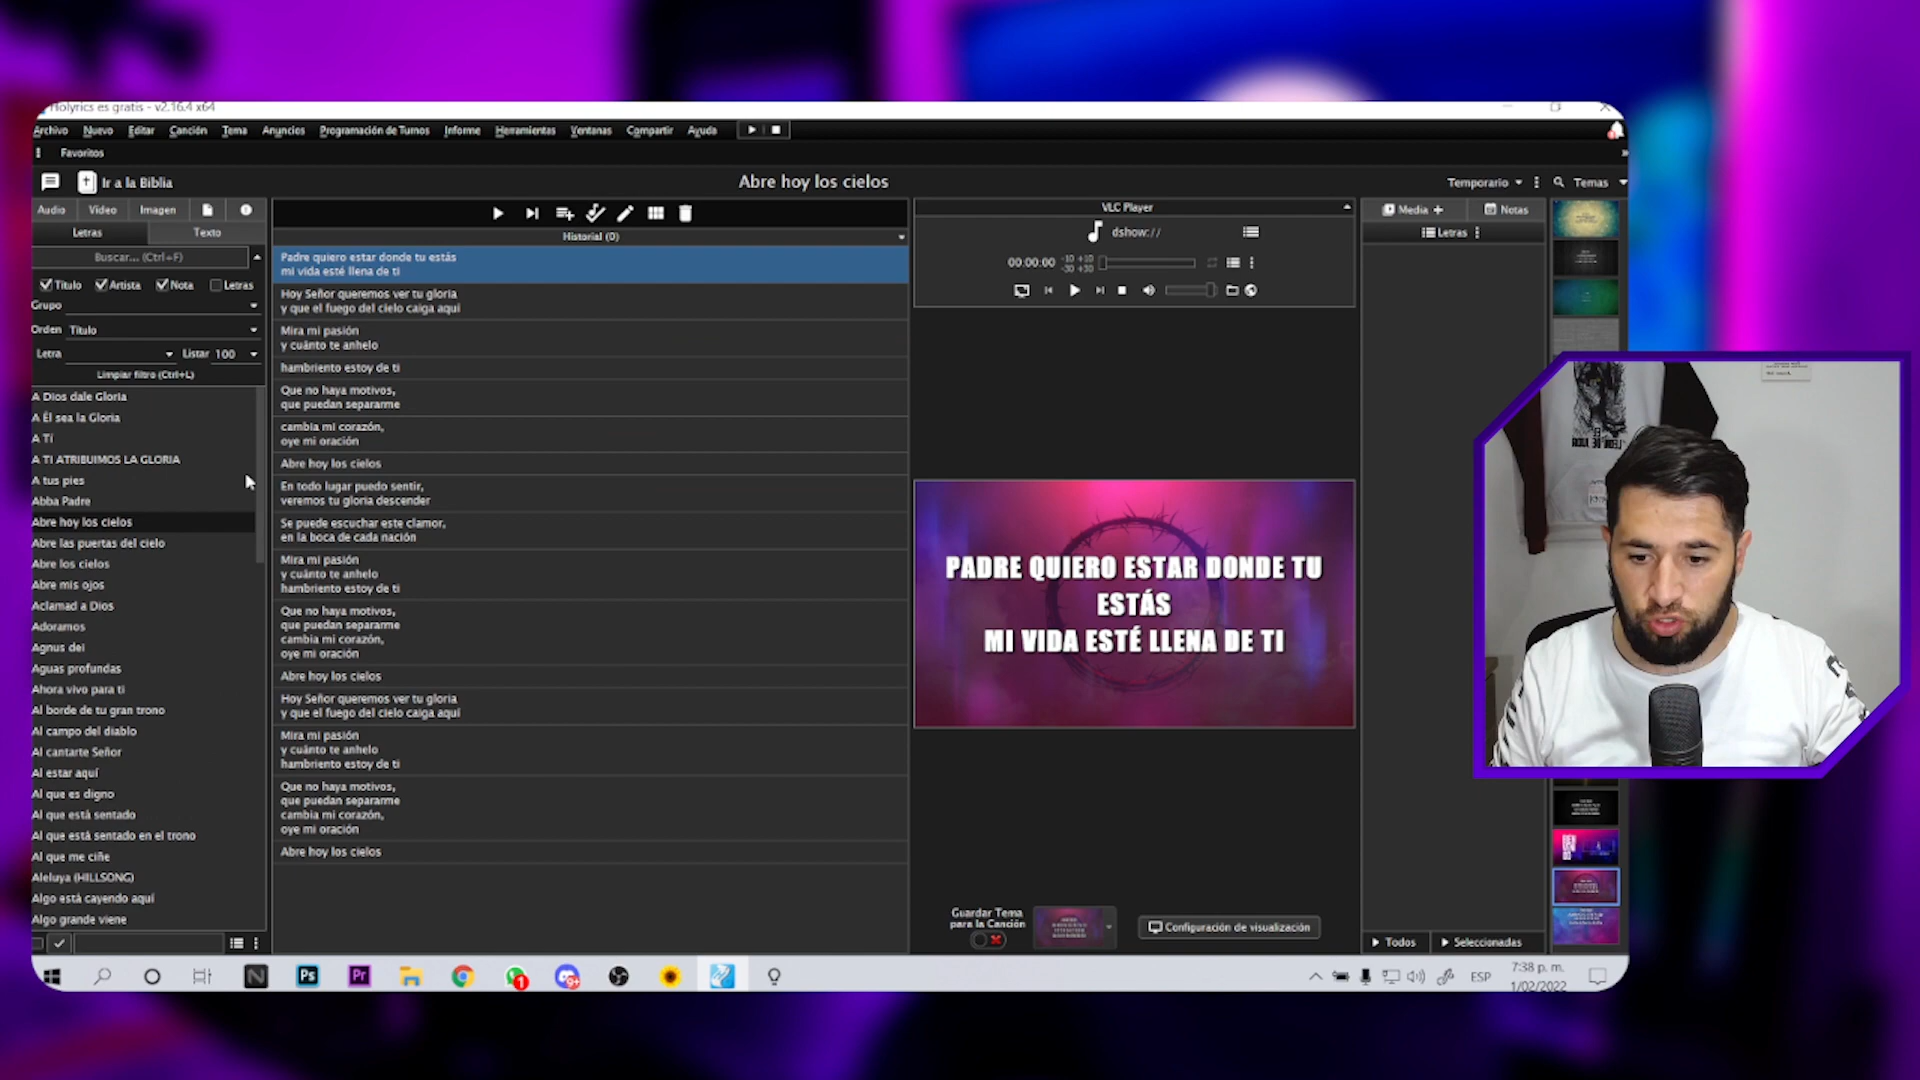 Holyrics es gratis - v2.16.4 x64
Archivo Nuevo Editar Canción Tema Anuncios Programación de Turnos Informe Herramientas Ventanas Compartir Ayuda
Favoritos
Ir a la Biblia
Abre hoy los cielos
Temporario
Temas
Audio Vídeo Imagen
Letras Texto
Buscar... (Ctrl+F)
Título Artista Nota Letras
Grupo
Orden Título
Letra Listar 100
Limpiar filtro (Ctrl+L)
A Dios dale Gloria
A Él sea la Gloria
A Tí
A TI ATRIBUIMOS LA GLORIA
A tus pies
Abba Padre
Abre hoy los cielos
Abre las puertas del cielo
Abre los cielos
Abre mis ojos
Aclamad a Dios
Adoramos
Agnus dei
Aguas profundas
Ahora vivo para ti
Al borde de tu gran trono
Al campo del diablo
Al cantarte Señor
Al estar aquí
Al que es digno
Al que está sentado
Al que está sentado en el trono
Al que me ciñe
Aleluya (HILLSONG)
Algo está cayendo aquí
Algo grande viene
Historial (0)
Padre quiero estar donde tu estás
mi vida esté llena de ti
Hoy Señor queremos ver tu gloria
y que el fuego del cielo caiga aqui
Mira mi pasión
y cuánto te anhelo
hambriento estoy de ti
Que no haya motivos,
que puedan separarme
cambia mi corazón,
oye mi oración
Abre hoy los cielos
En todo lugar puedo sentir,
veremos tu gloria descender
Se puede escuchar este clamor,
en la boca de cada nación
Mira mi pasión
y cuánto te anhelo
hambriento estoy de ti
Que no haya motivos,
que puedan separarme
cambia mi corazón,
oye mi oración
Abre hoy los cielos
Hoy Señor queremos ver tu gloria
y que el fuego del cielo caiga aqui
Mira mi pasión
y cuánto te anhelo
hambriento estoy de ti
Que no haya motivos,
que puedan separarme
cambia mi corazón,
oye mi oración
Abre hoy los cielos
VLC Player
dshow://
00:00:00 -10 +10
-30 +30
PADRE QUIERO ESTAR DONDE TU
ESTÁS
MI VIDA ESTÉ LLENA DE TI
Guardar Tema
para la Canción
Configuración de visualización
Media Notas
Letras
Todos Seleccionadas
Ps Pr 1
ESP
7:38 p. m.
1/02/2022